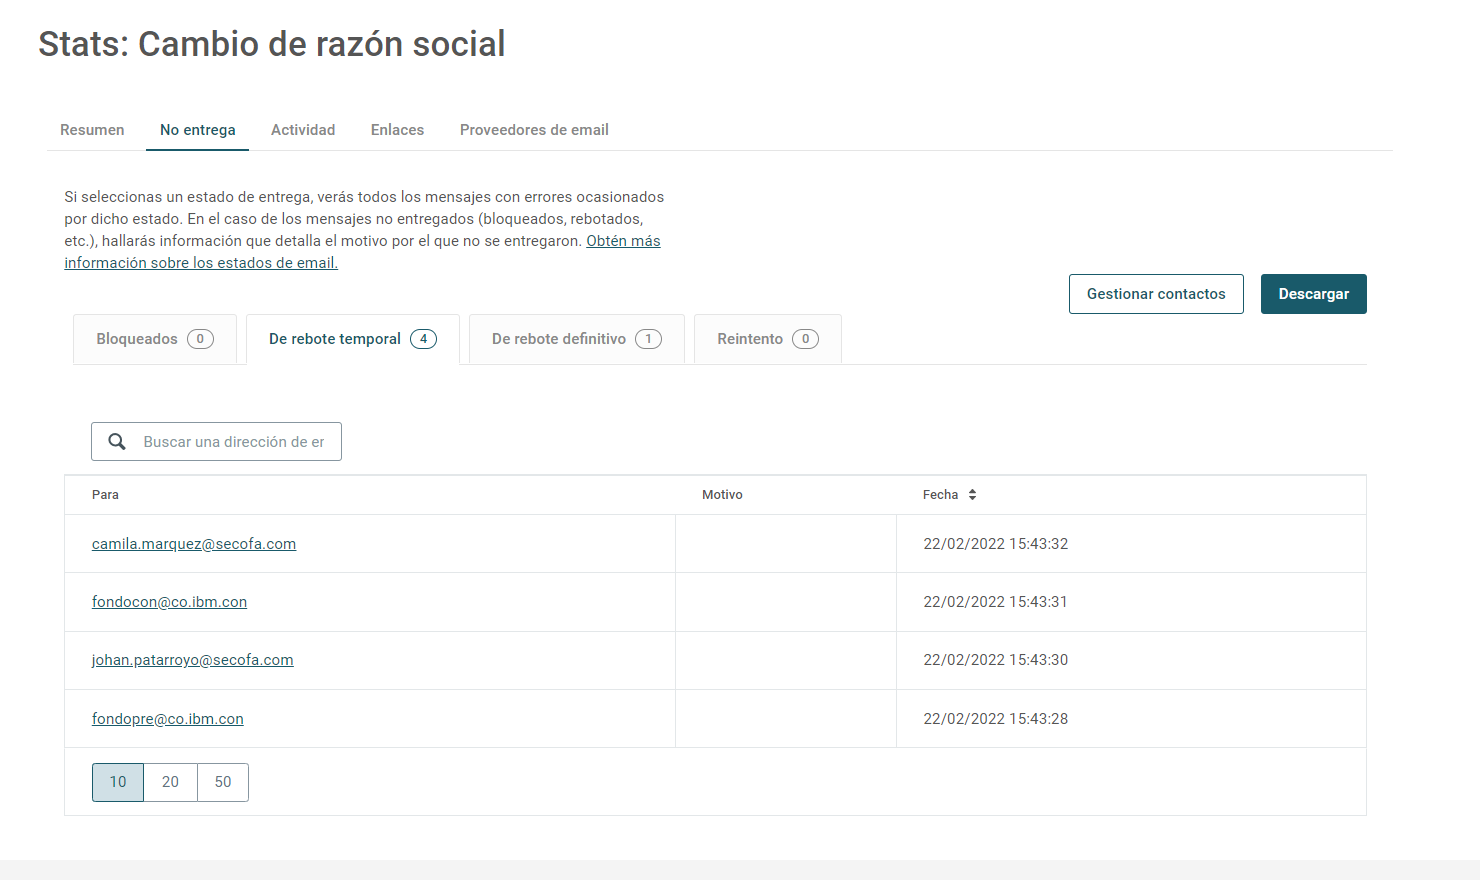 Stats: Cambio de razón social
Resumen No entrega Actividad Enlaces Proveedores de email
Si seleccionas un estado de entrega, verás todos los mensajes con errores ocasionados
por dicho estado. En el caso de los mensajes no entregados (bloqueados, rebotados,
etc.), hallarás información que detalla el motivo por el que no se entregaron. Obtén más
información sobre los estados de email.
Gestionar contactos Descargar
Bloqueados 0 De rebote temporal 4 De rebote definitivo 1 Reintento 0
Buscar una dirección de er
Para Motivo Fecha
camila.marquez@secofa.com 22/02/2022 15:43:32
fondocon@co.ibm.con 22/02/2022 15:43:31
johan.patarroyo@secofa.com 22/02/2022 15:43:30
fondopre@co.ibm.con 22/02/2022 15:43:28
10 20 50